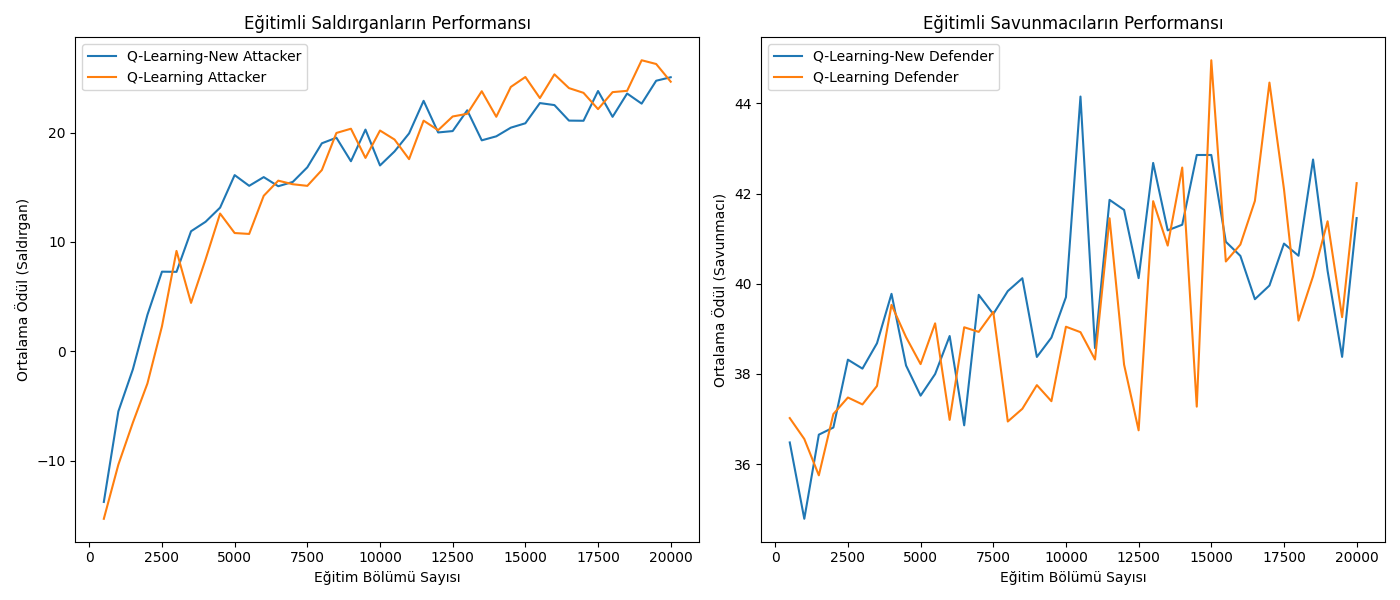 Eğitimli Saldırganların Performansı
Q-Learning-New Attacker
Q-Learning Attacker
Ortalama Ödül (Saldırgan)
20
10
0
−10
0 2500 5000 7500 10000 12500 15000 17500 20000
Eğitim Bölümü Sayısı
Eğitimli Savunmacıların Performansı
Q-Learning-New Defender
Q-Learning Defender
Ortalama Ödül (Savunmacı)
44
42
40
38
36
0 2500 5000 7500 10000 12500 15000 17500 20000
Eğitim Bölümü Sayısı